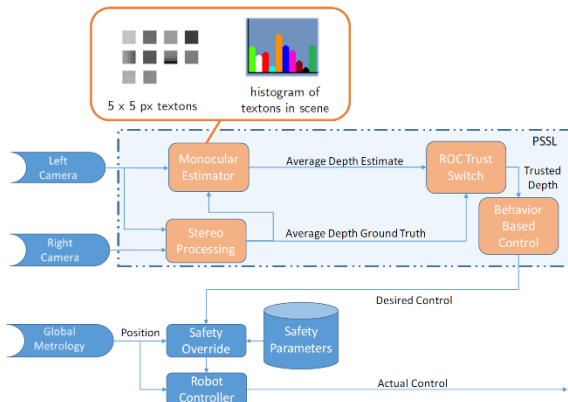 5 x 5 px textons
histogram of
textons in scene
PSSL
Left
Camera
Monocular
Estimator
Average Depth Estimate
ROC Trust
Switch
Trusted
Depth
Right
Camera
Stereo
Processing
Average Depth Ground Truth
Behavior
Based
Control
Desired Control
Global
Metrology
Position
Safety
Override
Safety
Parameters
Robot
Controller
Actual Control